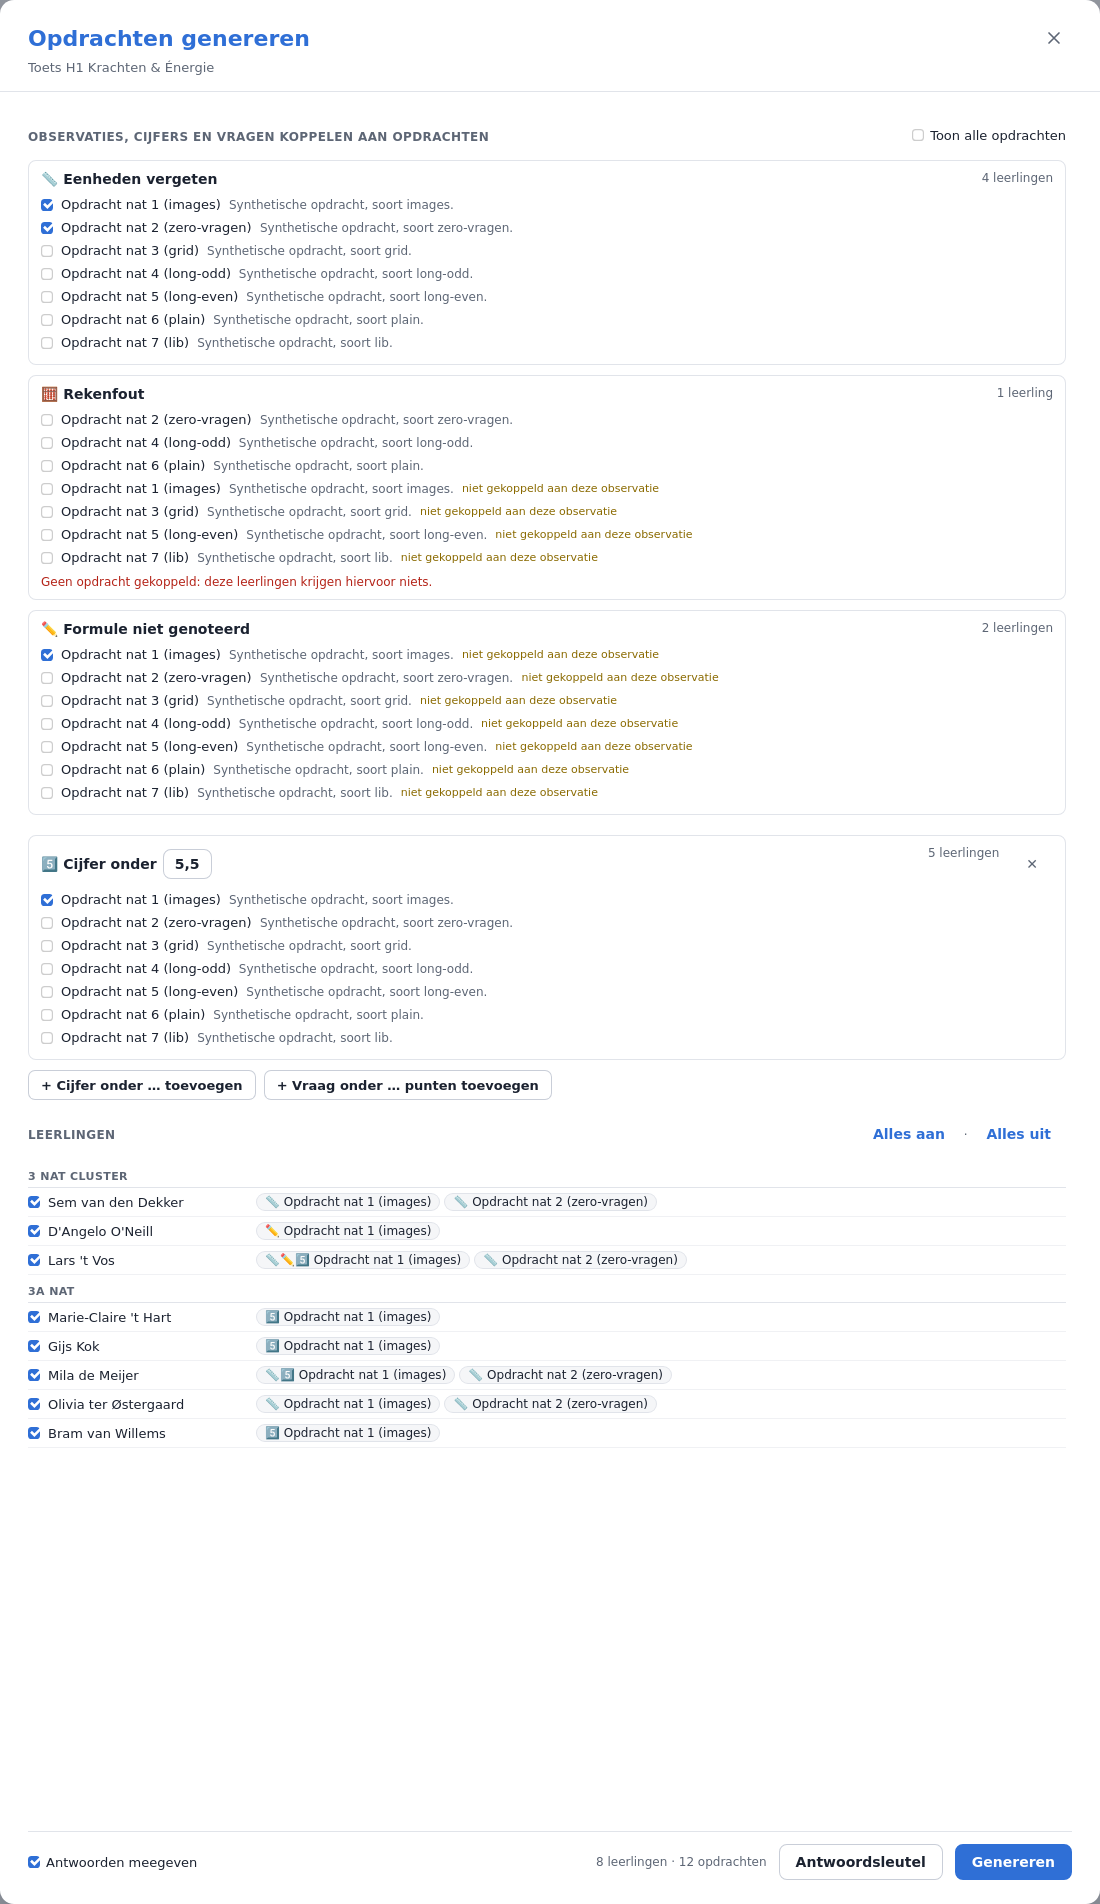 Opdrachten genereren
Toets H1 Krachten & Énergie
OBSERVATIES, CIJFERS EN VRAGEN KOPPELEN AAN OPDRACHTEN
Toon alle opdrachten
Eenheden vergeten 4 leerlingen
Opdracht nat 1 (images) Synthetische opdracht, soort images.
Opdracht nat 2 (zero-vragen) Synthetische opdracht, soort zero-vragen.
Opdracht nat 3 (grid) Synthetische opdracht, soort grid.
Opdracht nat 4 (long-odd) Synthetische opdracht, soort long-odd.
Opdracht nat 5 (long-even) Synthetische opdracht, soort long-even.
Opdracht nat 6 (plain) Synthetische opdracht, soort plain.
Opdracht nat 7 (lib) Synthetische opdracht, soort lib.
Rekenfout 1 leerling
Opdracht nat 2 (zero-vragen) Synthetische opdracht, soort zero-vragen.
Opdracht nat 4 (long-odd) Synthetische opdracht, soort long-odd.
Opdracht nat 6 (plain) Synthetische opdracht, soort plain.
Opdracht nat 1 (images) Synthetische opdracht, soort images. niet gekoppeld aan deze observatie
Opdracht nat 3 (grid) Synthetische opdracht, soort grid. niet gekoppeld aan deze observatie
Opdracht nat 5 (long-even) Synthetische opdracht, soort long-even. niet gekoppeld aan deze observatie
Opdracht nat 7 (lib) Synthetische opdracht, soort lib. niet gekoppeld aan deze observatie
Geen opdracht gekoppeld: deze leerlingen krijgen hiervoor niets.
Formule niet genoteerd 2 leerlingen
Opdracht nat 1 (images) Synthetische opdracht, soort images. niet gekoppeld aan deze observatie
Opdracht nat 2 (zero-vragen) Synthetische opdracht, soort zero-vragen. niet gekoppeld aan deze observatie
Opdracht nat 3 (grid) Synthetische opdracht, soort grid. niet gekoppeld aan deze observatie
Opdracht nat 4 (long-odd) Synthetische opdracht, soort long-odd. niet gekoppeld aan deze observatie
Opdracht nat 5 (long-even) Synthetische opdracht, soort long-even. niet gekoppeld aan deze observatie
Opdracht nat 6 (plain) Synthetische opdracht, soort plain. niet gekoppeld aan deze observatie
Opdracht nat 7 (lib) Synthetische opdracht, soort lib. niet gekoppeld aan deze observatie
5️⃣ Cijfer onder 5,5 5 leerlingen ✕
Opdracht nat 1 (images) Synthetische opdracht, soort images.
Opdracht nat 2 (zero-vragen) Synthetische opdracht, soort zero-vragen.
Opdracht nat 3 (grid) Synthetische opdracht, soort grid.
Opdracht nat 4 (long-odd) Synthetische opdracht, soort long-odd.
Opdracht nat 5 (long-even) Synthetische opdracht, soort long-even.
Opdracht nat 6 (plain) Synthetische opdracht, soort plain.
Opdracht nat 7 (lib) Synthetische opdracht, soort lib.
+ Cijfer onder … toevoegen + Vraag onder … punten toevoegen
LEERLINGEN Alles aan · Alles uit
3 NAT CLUSTER
Sem van den Dekker Opdracht nat 1 (images) Opdracht nat 2 (zero-vragen)
D'Angelo O'Neill Opdracht nat 1 (images)
Lars 't Vos 5️⃣ Opdracht nat 1 (images) Opdracht nat 2 (zero-vragen)
3A NAT
Marie-Claire 't Hart 5️⃣ Opdracht nat 1 (images)
Gijs Kok 5️⃣ Opdracht nat 1 (images)
Mila de Meijer 5️⃣ Opdracht nat 1 (images) Opdracht nat 2 (zero-vragen)
Olivia ter Østergaard Opdracht nat 1 (images) Opdracht nat 2 (zero-vragen)
Bram van Willems 5️⃣ Opdracht nat 1 (images)
Antwoorden meegeven 8 leerlingen · 12 opdrachten Antwoordsleutel Genereren